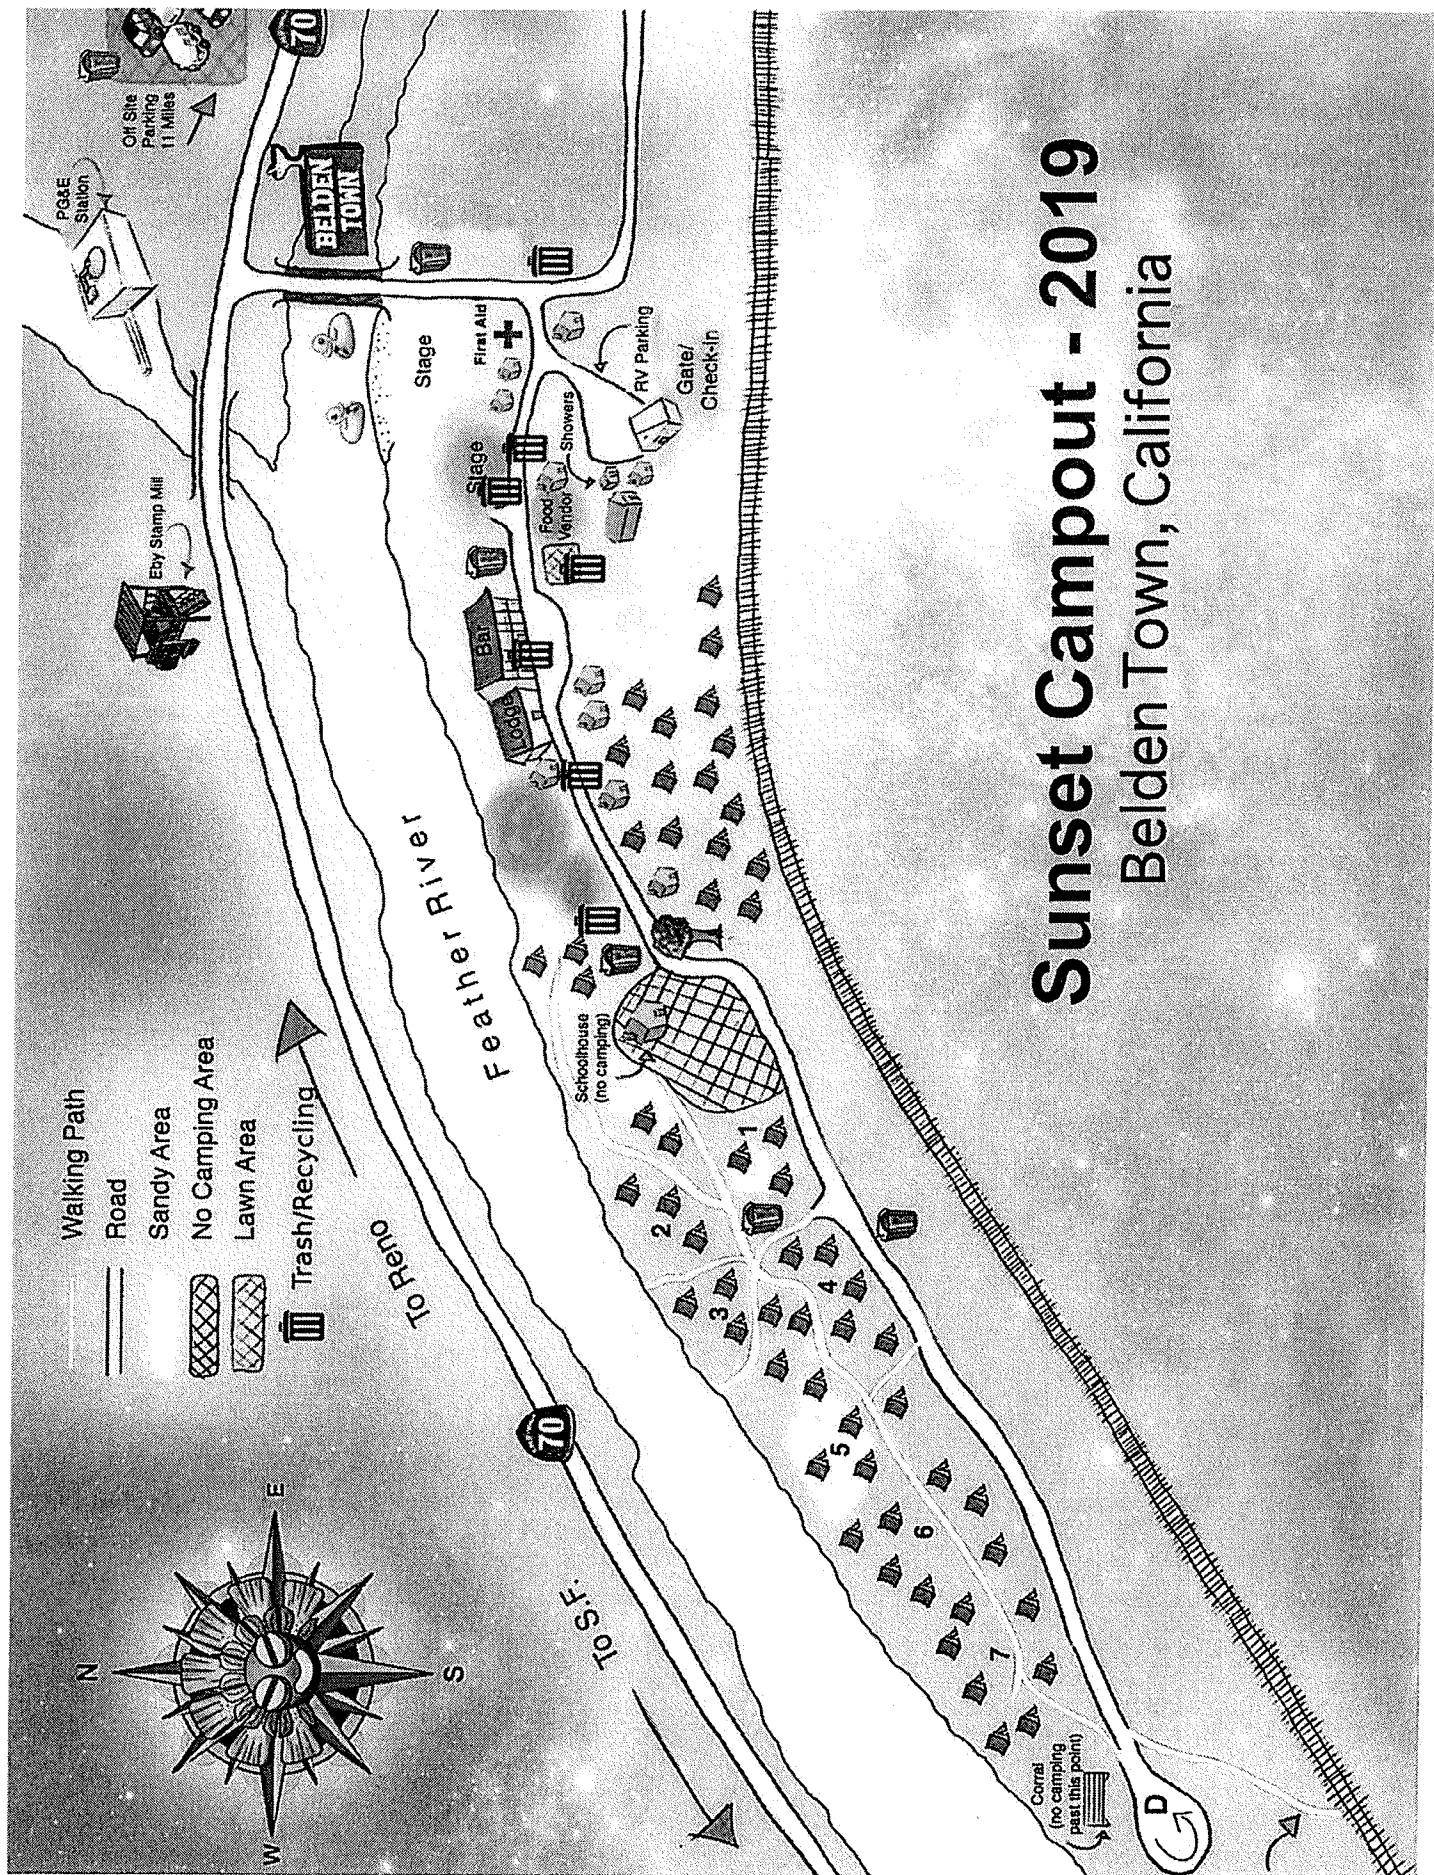 N
W
E
S
Walking Path
Road
Sandy Area
No Camping Area
Lawn Area
Trash/Recycling
To Reno
To S.F.
70
Feather River
Eby Stamp Mill
PG&E
Station
Off Site
Parking
11 Miles
70
BELDEN
TOWN
Stage
First Aid
Stage
Showers
Food
Vendor
RV Parking
Gate/
Check-In
Bar
Lodge
Schoolhouse
(no camping)
1
2
3
4
5
6
7
Corral
(no camping
past this point)
D
Sunset Campout - 2019
Belden Town, California